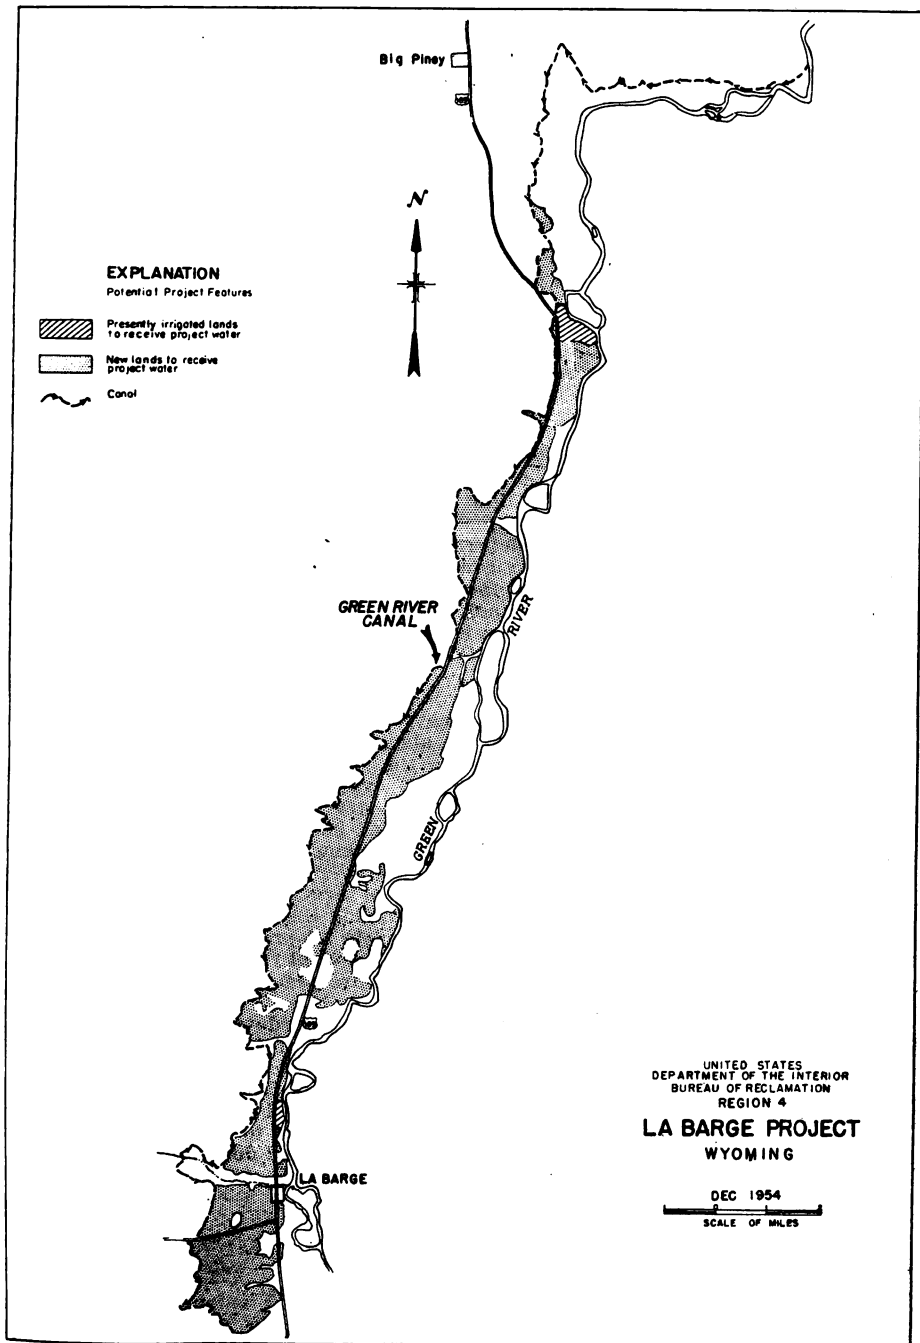 Big Piney
N
EXPLANATION
Potential Project Features
Presently irrigated lands
to receive project water
New lands to receive
project water
Canal
GREEN RIVER
CANAL
RIVER
GREEN
LA BARGE
UNITED STATES
DEPARTMENT OF THE INTERIOR
BUREAU OF RECLAMATION
REGION 4
LA BARGE PROJECT
WYOMING
DEC 1954
SCALE OF MILES